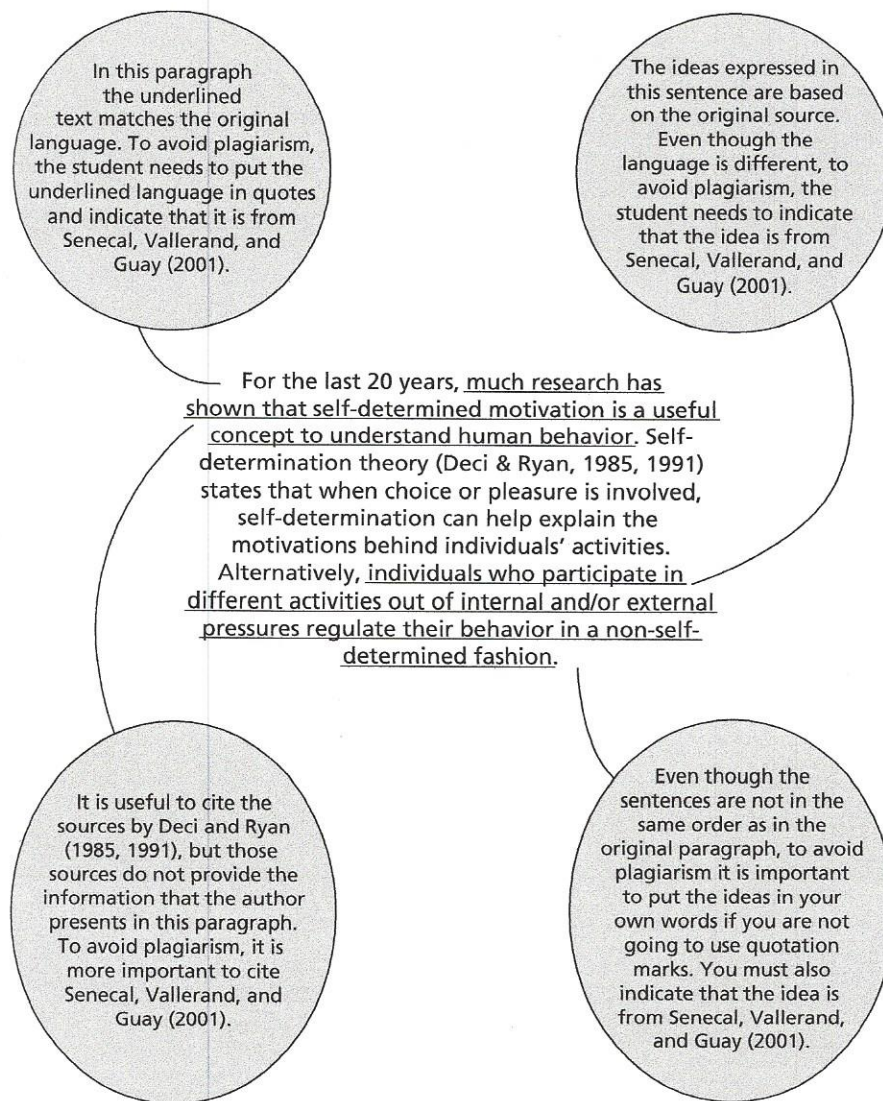 In this paragraph
the underlined
text matches the original
language. To avoid plagiarism,
the student needs to put the
underlined language in quotes
and indicate that it is from
Senecal, Vallerand, and
Guay (2001).
The ideas expressed in
this sentence are based
on the original source.
Even though the
language is different, to
avoid plagiarism, the
student needs to indicate
that the idea is from
Senecal, Vallerand, and
Guay (2001).
For the last 20 years, much research has
shown that self-determined motivation is a useful
concept to understand human behavior. Self-
determination theory (Deci & Ryan, 1985, 1991)
states that when choice or pleasure is involved,
self-determination can help explain the
motivations behind individuals' activities.
Alternatively, individuals who participate in
different activities out of internal and/or external
pressures regulate their behavior in a non-self-
determined fashion.
It is useful to cite the
sources by Deci and Ryan
(1985, 1991), but those
sources do not provide the
information that the author
presents in this paragraph.
To avoid plagiarism, it is
more important to cite
Senecal, Vallerand, and
Guay (2001).
Even though the
sentences are not in the
same order as in the
original paragraph, to avoid
plagiarism it is important
to put the ideas in your
own words if you are not
going to use quotation
marks. You must also
indicate that the idea is
from Senecal, Vallerand,
and Guay (2001).